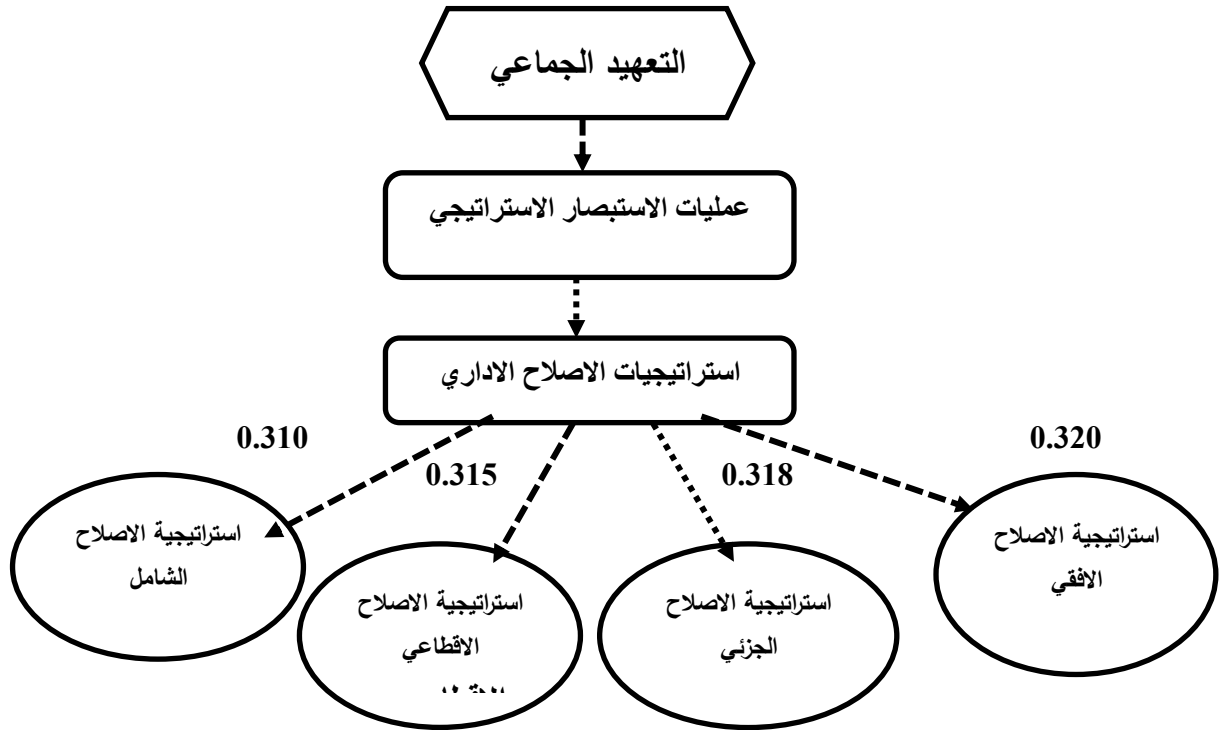 التعهيد الجماعي
عمليات الاستبصار الاستراتيجي
استراتيجيات الاصلاح الاداري
0.310
0.315
0.318
0.320
استراتيجية الاصلاح
الشامل
استراتيجية الاصلاح
الاقطاعي
استراتيجية الاصلاح
الجزئي
استراتيجية الاصلاح
الافقي